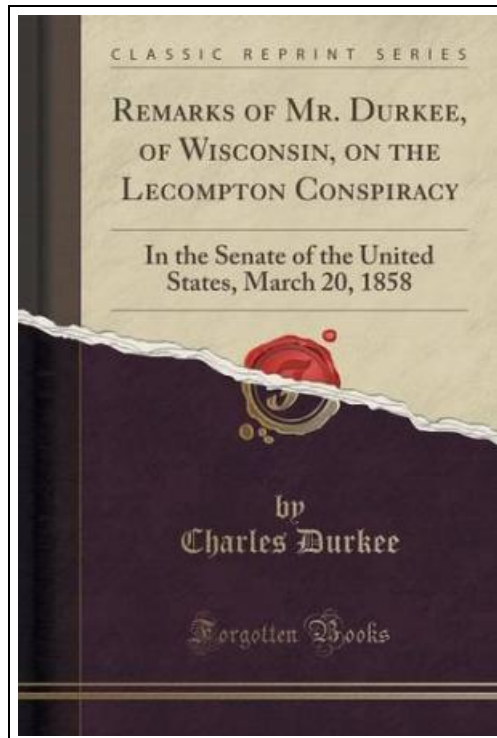 CLASSIC REPRINT SERIES
REMARKS OF MR. DURKEE,
OF WISCONSIN, ON THE
LECOMPTON CONSPIRACY
In the Senate of the United
States, March 20, 1858
F
by
Charles Durkee
Forgotten Books